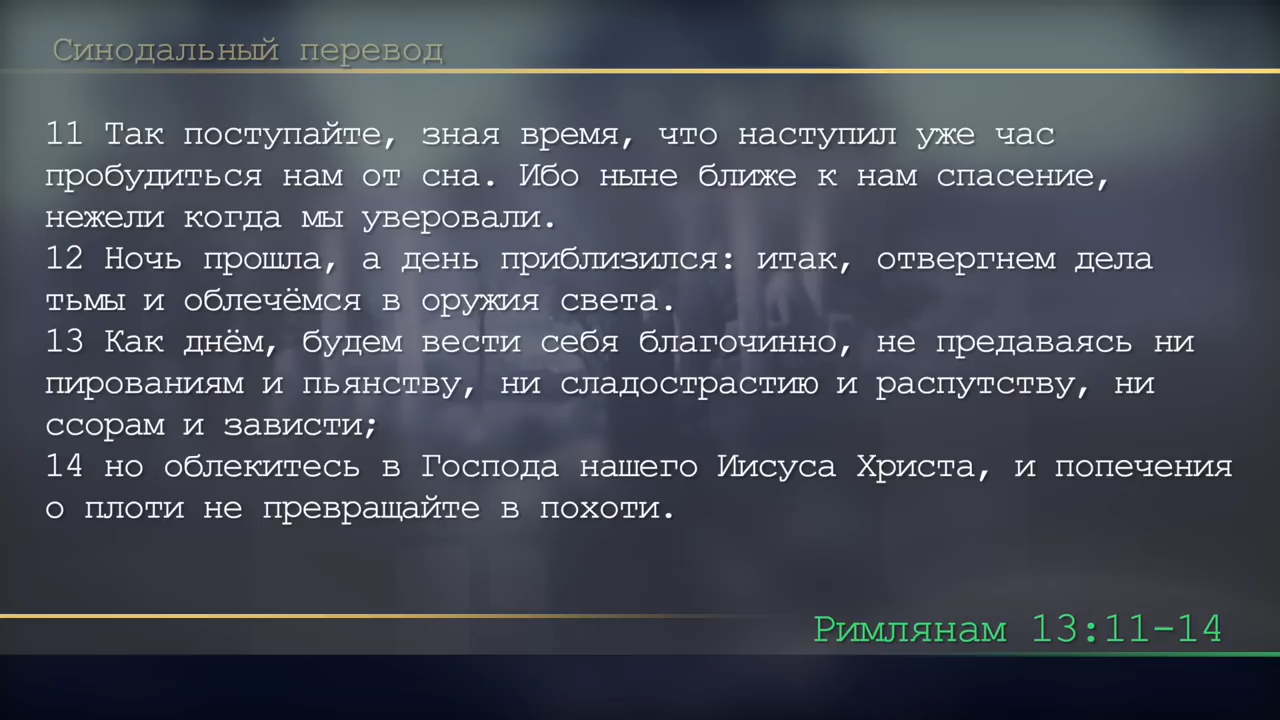 Синодальный перевод
11 Так поступайте, зная время, что наступил уже час
пробудиться нам от сна. Ибо ныне ближе к нам спасение,
нежели когда мы уверовали.
12 Ночь прошла, а день приблизился: итак, отвергнем дела
тьмы и облечёмся в оружия света.
13 Как днём, будем вести себя благочинно, не предаваясь ни
пированиям и пьянству, ни сладострастию и распутству, ни
ссорам и зависти;
14 но облекитесь в Господа нашего Иисуса Христа, и попечения
о плоти не превращайте в похоти.
Римлянам 13:11-14